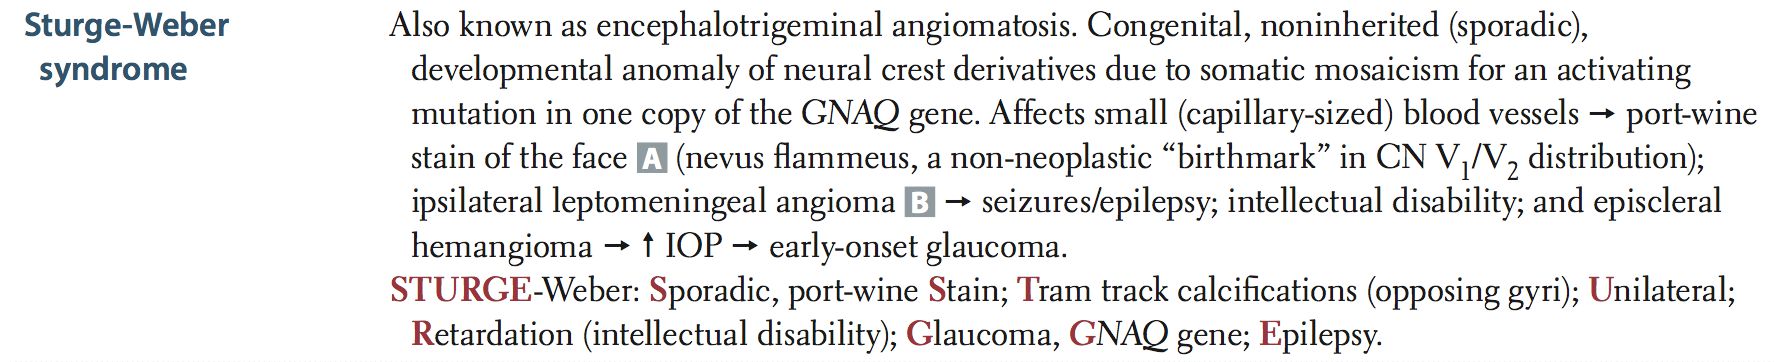 Sturge-Weber
syndrome
Also known as encephalotrigeminal angiomatosis. Congenital, noninherited (sporadic),
developmental anomaly of neural crest derivatives due to somatic mosaicism for an activating
mutation in one copy of the GNAQ gene. Affects small (capillary-sized) blood vessels → port-wine
stain of the face A (nevus flammeus, a non-neoplastic “birthmark” in CN V₁/V₂ distribution);
ipsilateral leptomeningeal angioma B → seizures/epilepsy; intellectual disability; and episcleral
hemangioma → ↑ IOP → early-onset glaucoma.
STURGE-Weber: Sporadic, port-wine Stain; Tram track calcifications (opposing gyri); Unilateral;
Retardation (intellectual disability); Glaucoma, GNAQ gene; Epilepsy.